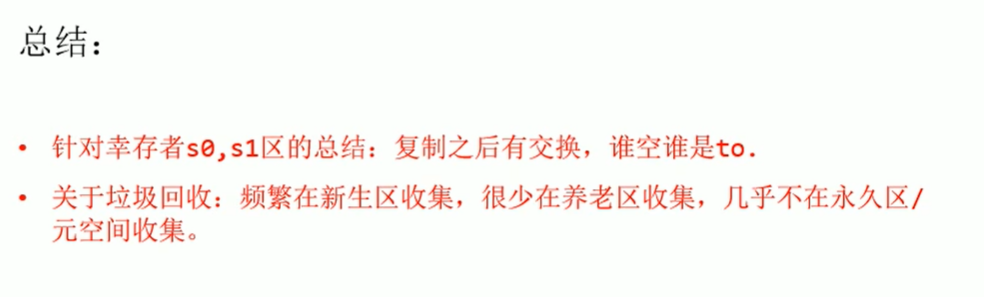 总结：
• 针对幸存者s0,s1区的总结：复制之后有交换，谁空谁是to.
• 关于垃圾回收：频繁在新生区收集，很少在养老区收集，几乎不在永久区/
元空间收集。